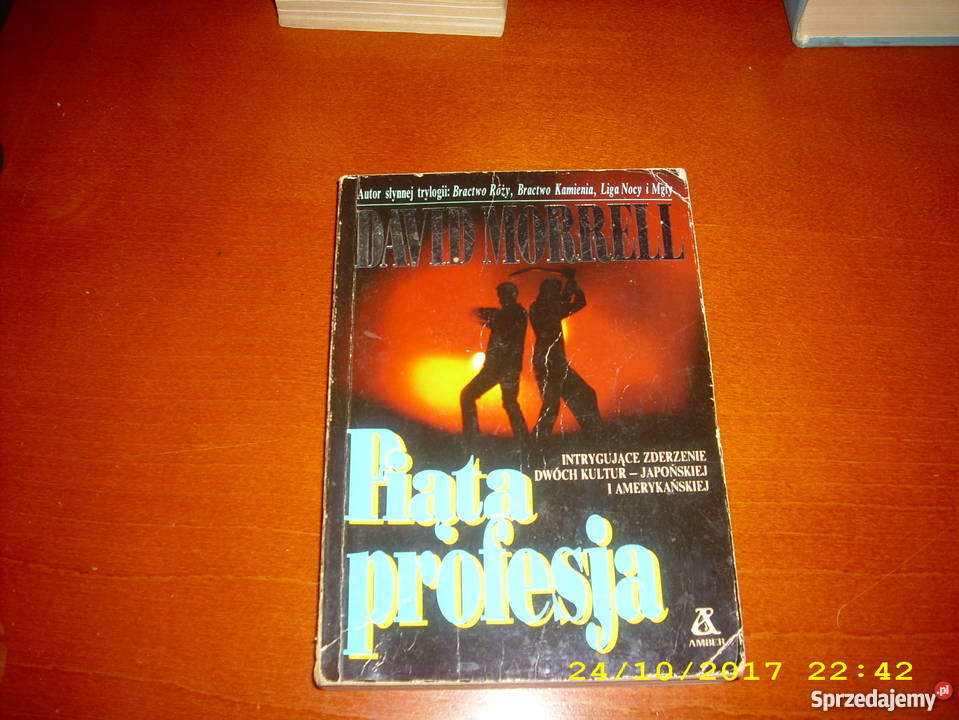 Autor słynnej trylogii: Bractwo Róży, Bractwo Kamienia, Liga Nocy i Mgły
DAVID MORRELL
INTRYGUJĄCE ZDERZENIE
DWÓCH KULTUR – JAPOŃSKIEJ
I AMERYKAŃSKIEJ
Piąta
profesja
AMBER
24/10/2017 22:42
Sprzedajemy.pl